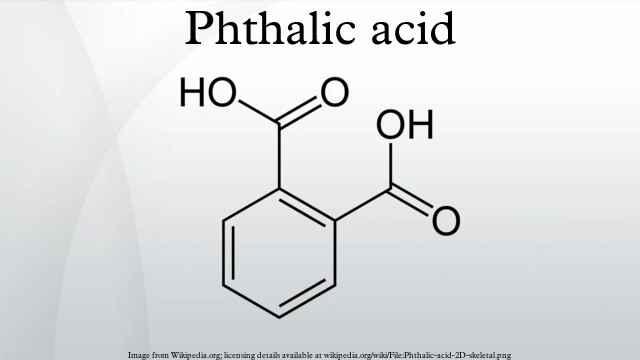 Phthalic acid
HO
O
OH
O
Image from Wikipedia.org; licensing details available at wikipedia.org/wiki/File:Phthalic-acid-2D-skeletal.png